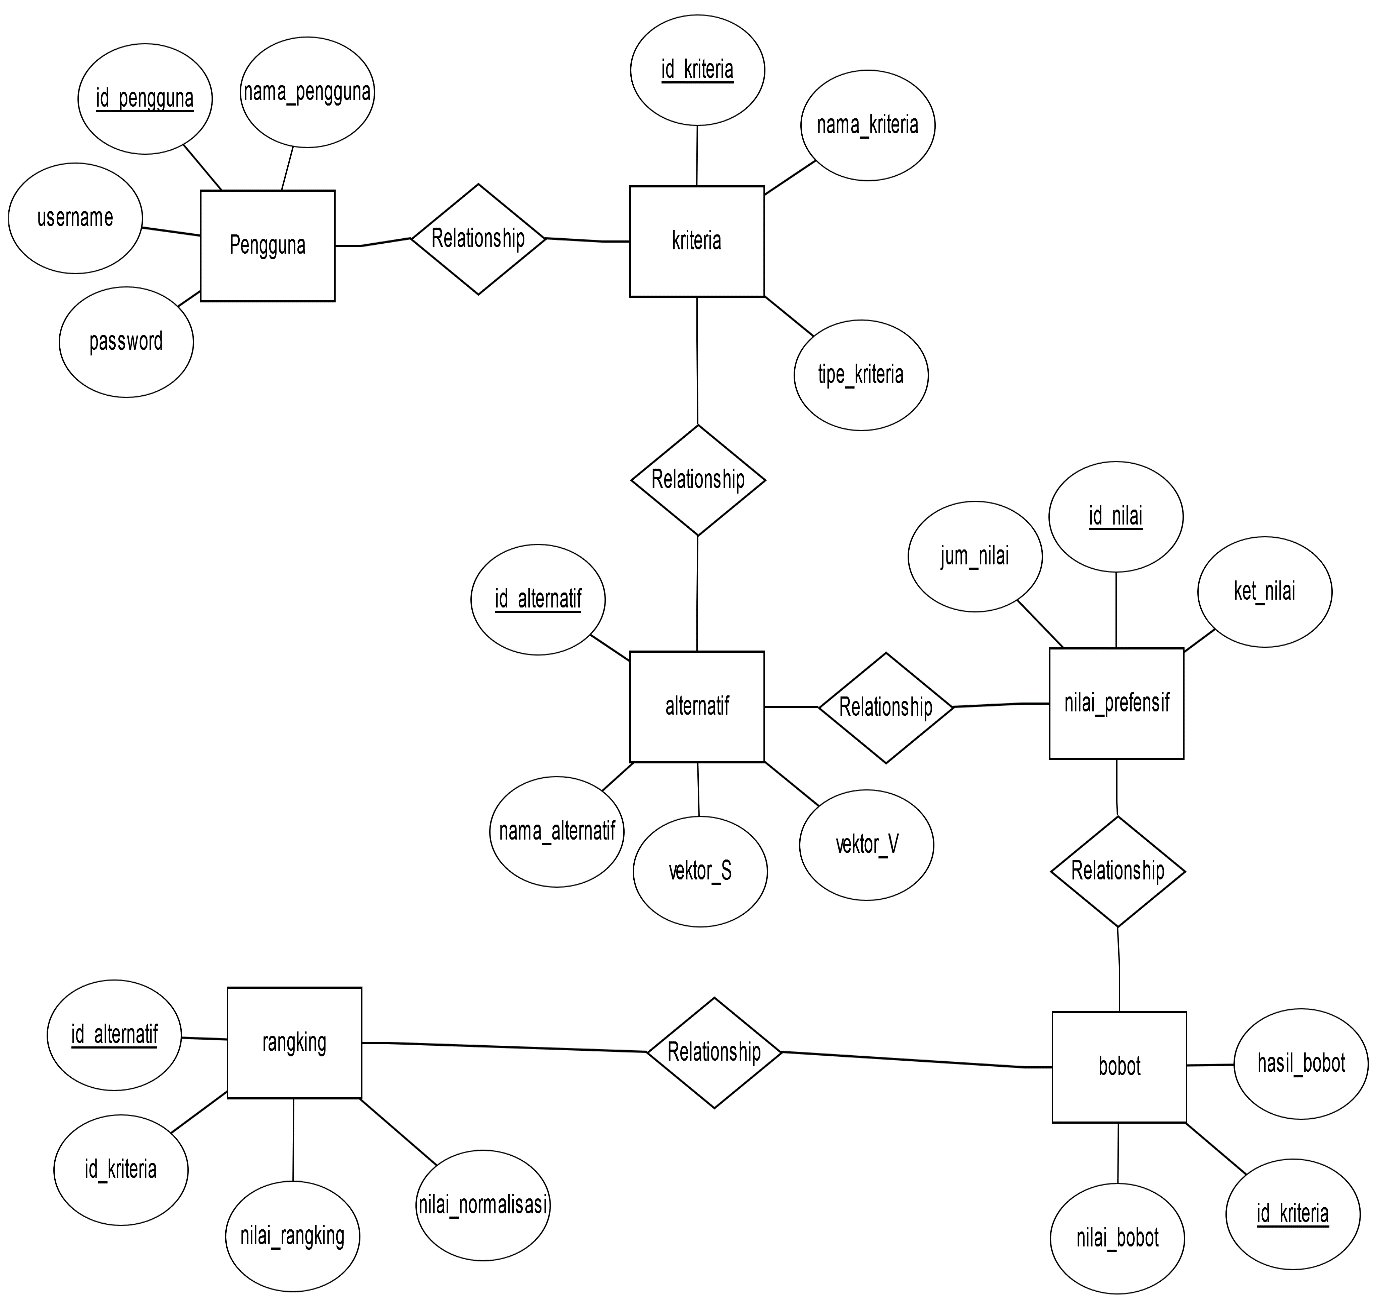 id_kriteria
nama_pengguna
id_pengguna
nama_kriteria
username
Relationship
kriteria
Pengguna
password
tipe_kriteria
Relationship
id_nilai
jum_nilai
ket_nilai
id_alternatif
nilai_prefensif
alternatif
Relationship
nama_alternatif
vektor_V
vektor_S
Relationship
id_alternatif
rangking
Relationship
hasil_bobot
bobot
id_kriteria
nilai_normalisasi
id_kriteria
nilai_rangking
nilai_bobot